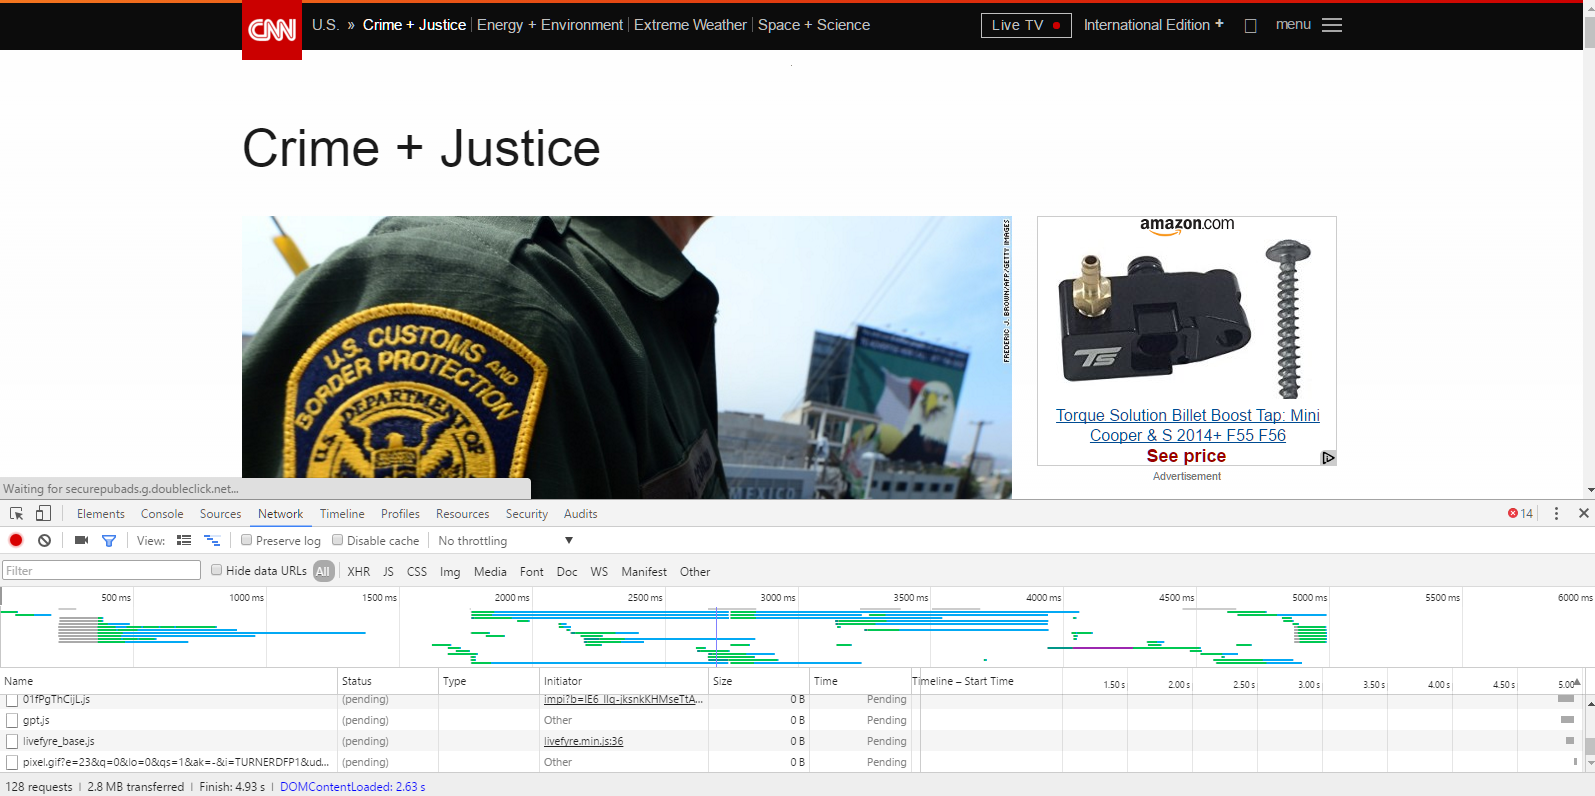 CNN U.S. » Crime + Justice Energy + Environment Extreme Weather Space + Science Live TV International Edition + menu
Crime + Justice
U.S. CUSTOMS AND
BORDER PROTECTION
DEPARTMENT OF
U.S.
MEXICO
FREDERIC J. BROWN/AFP/GETTY IMAGES
amazon.com
TS
Torque Solution Billet Boost Tap: Mini
Cooper & S 2014+ F55 F56
See price
Advertisement
Waiting for securepubads.g.doubleclick.net...
Elements Console Sources Network Timeline Profiles Resources Security Audits 14
View: Preserve log Disable cache No throttling
Filter Hide data URLs All XHR JS CSS Img Media Font Doc WS Manifest Other
500 ms 1000 ms 1500 ms 2000 ms 2500 ms 3000 ms 3500 ms 4000 ms 4500 ms 5000 ms 5500 ms 6000 ms
Name Status Type Initiator Size Time Timeline – Start Time 1.50 s 2.00 s 2.50 s 3.00 s 3.50 s 4.00 s 4.50 s 5.00
01fPgThCijL.js (pending) 0 B Pending
gpt.js (pending) Other 0 B Pending
livefyre_base.js (pending) livefyre.min.js:36 0 B Pending
pixel.gif?e=23&q=0&lo=0&qs=1&ak=-&i=TURNERDFP1&ud... (pending) Other 0 B Pending
128 requests | 2.8 MB transferred | Finish: 4.93 s | DOMContentLoaded: 2.63 s